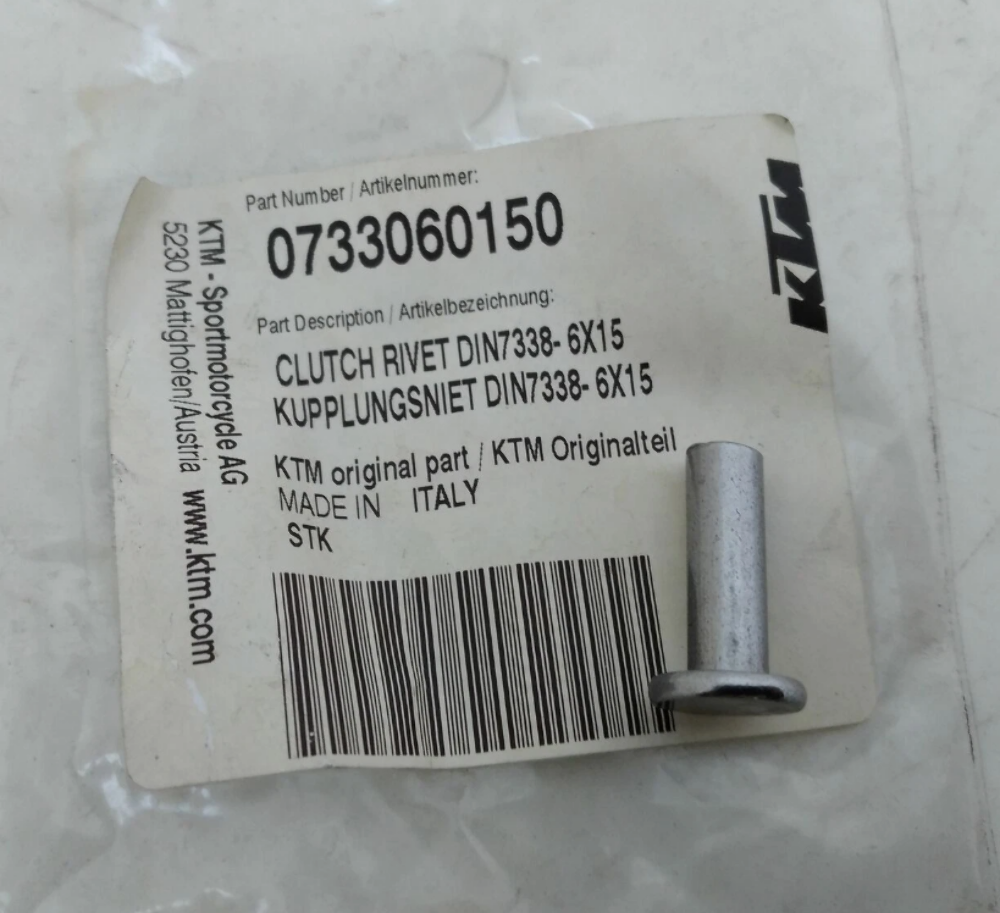 Part Number / Artikelnummer:
0733060150
Part Description / Artikelbezeichnung:
CLUTCH RIVET DIN7338- 6X15
KUPPLUNGSNIET DIN7338- 6X15
KTM original part / KTM Originalteil
MADE IN ITALY
STK
KTM - Sportmotorcycle AG
5230 Mattighofen/Austria www.ktm.com
KTM